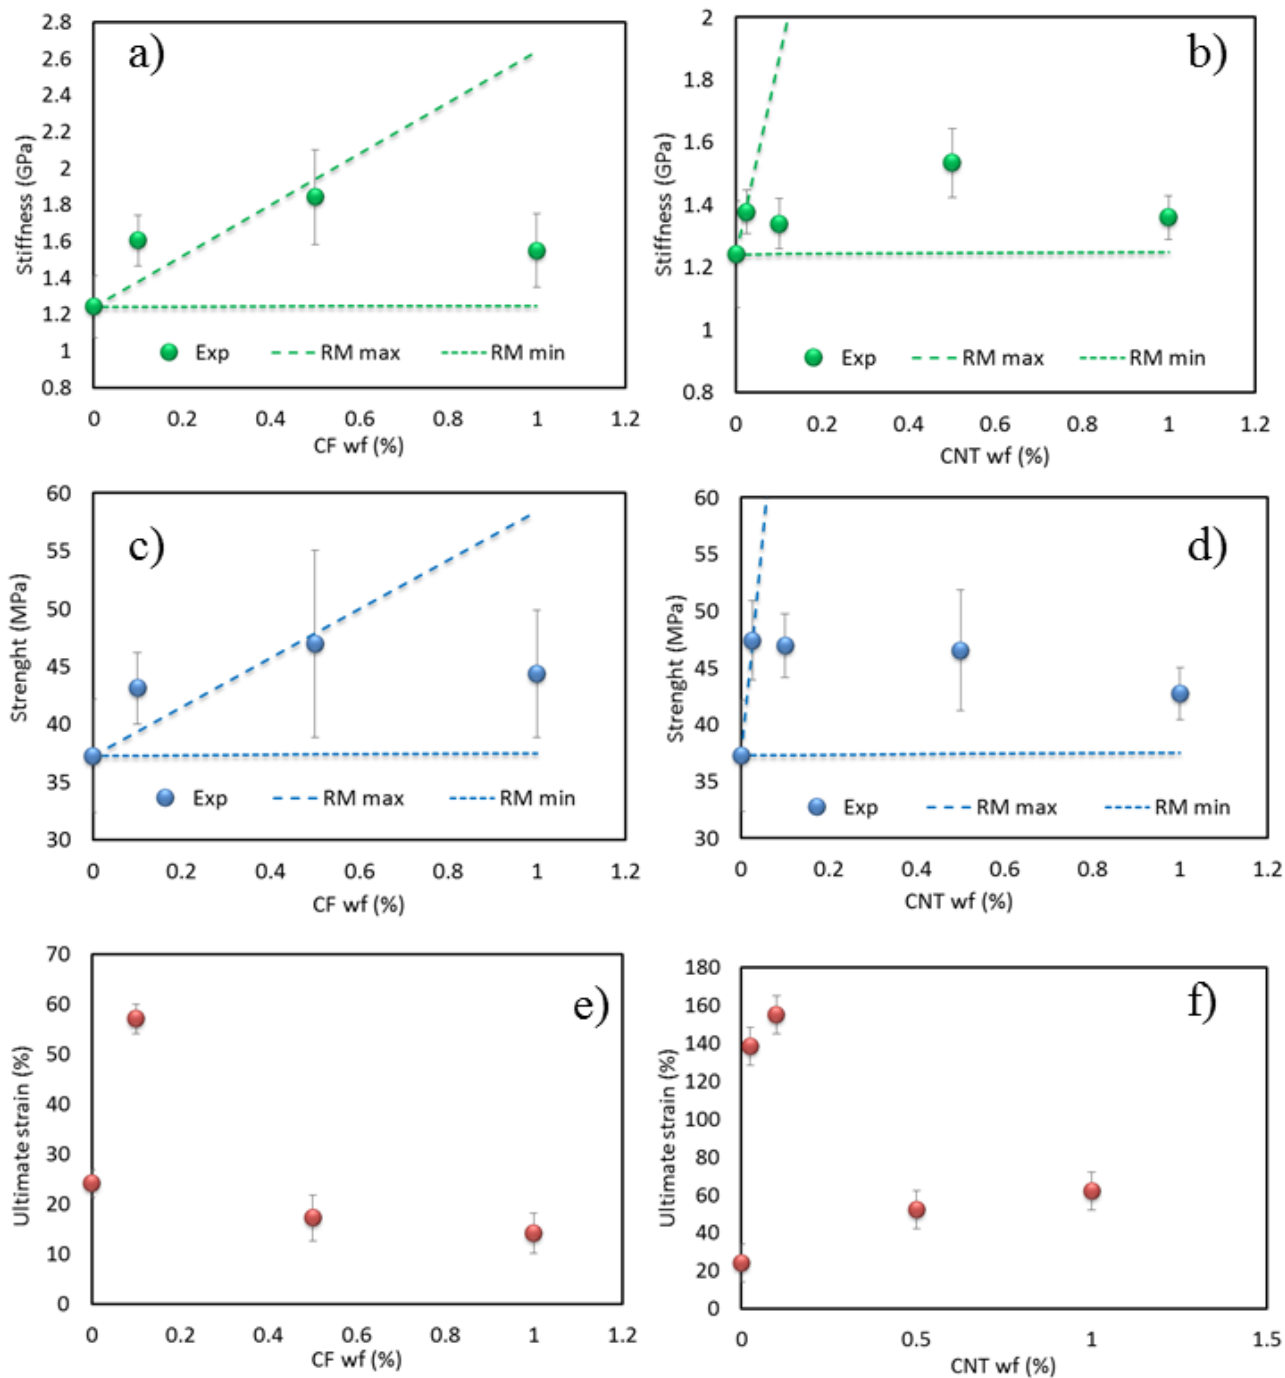 a)
Stiffness (GPa)
2.8
2.6
2.4
2.2
2
1.8
1.6
1.4
1.2
1
0.8
Exp RM max RM min
0 0.2 0.4 0.6 0.8 1 1.2
CF wf (%)
b)
Stiffness (GPa)
2
1.8
1.6
1.4
1.2
1
0.8
Exp RM max RM min
0 0.2 0.4 0.6 0.8 1 1.2
CNT wf (%)
c)
Strenght (MPa)
60
55
50
45
40
35
30
Exp RM max RM min
0 0.2 0.4 0.6 0.8 1 1.2
CF wf (%)
d)
Strenght (MPa)
60
55
50
45
40
35
30
Exp RM max RM min
0 0.2 0.4 0.6 0.8 1 1.2
CNT wf (%)
e)
Ultimate strain (%)
70
60
50
40
30
20
10
0
0 0.2 0.4 0.6 0.8 1 1.2
CF wf (%)
f)
Ultimate strain (%)
180
160
140
120
100
80
60
40
20
0
0 0.5 1 1.5
CNT wf (%)